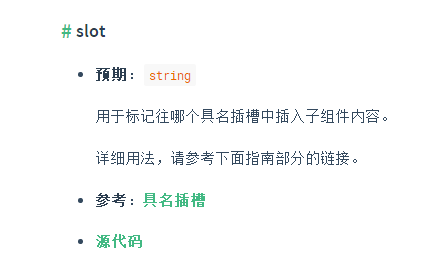 # slot
预期：string
用于标记往哪个具名插槽中插入子组件内容。
详细用法，请参考下面指南部分的链接。
参考：具名插槽
源代码